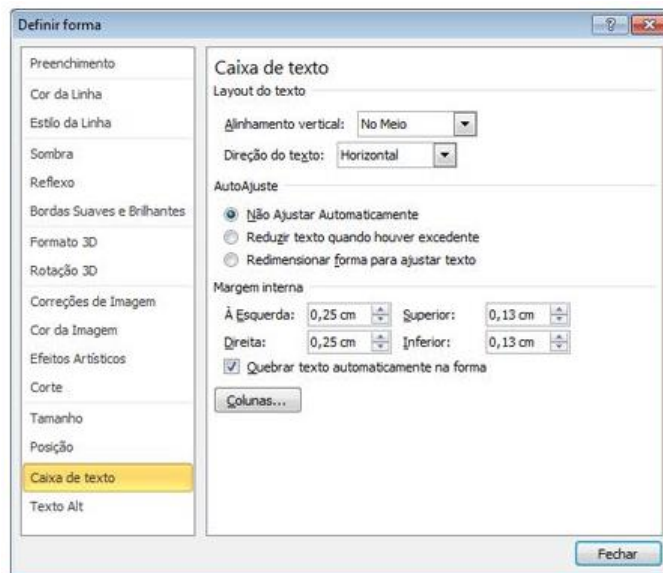 Definir forma
Preenchimento
Cor da Linha
Estilo da Linha
Sombra
Reflexo
Bordas Suaves e Brilhantes
Formato 3D
Rotação 3D
Correções de Imagem
Cor da Imagem
Efeitos Artísticos
Corte
Tamanho
Posição
Caixa de texto
Texto Alt
Caixa de texto
Layout do texto
Alinhamento vertical: No Meio
Direção do texto: Horizontal
AutoAjuste
Não Ajustar Automaticamente
Reduzir texto quando houver excedente
Redimensionar forma para ajustar texto
Margem interna
À Esquerda: 0,25 cm Superior: 0,13 cm
Direita: 0,25 cm Inferior: 0,13 cm
Quebrar texto automaticamente na forma
Colunas...
Fechar